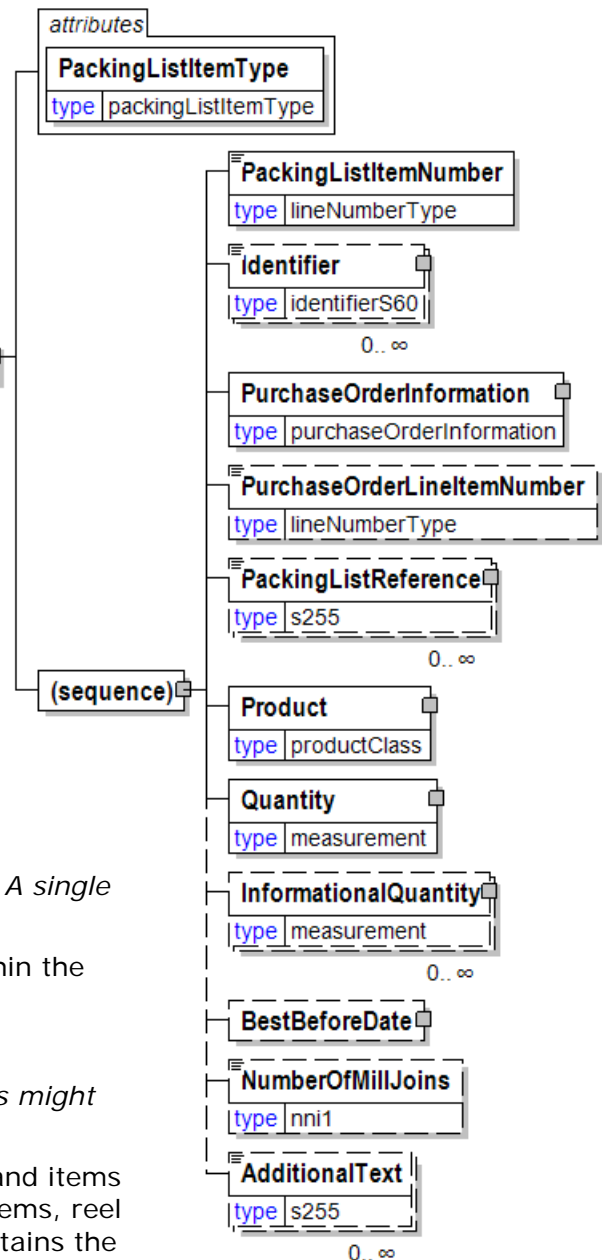 attributes
PackingListItemType
type packingListItemType
PackingListItemNumber
type lineNumberType
Identifier
type identifierS60
0.. ∞
PurchaseOrderInformation
type purchaseOrderInformation
PurchaseOrderLineItemNumber
type lineNumberType
PackingListReference
type s255
0.. ∞
(sequence)
Product
type productClass
Quantity
type measurement
A single
InformationalQuantity
type measurement
hin the
0.. ∞
BestBeforeDate
NumberOfMillJoins
s might
type nni1
and items
AdditionalText
ems, reel
type s255
tains the
0.. ∞